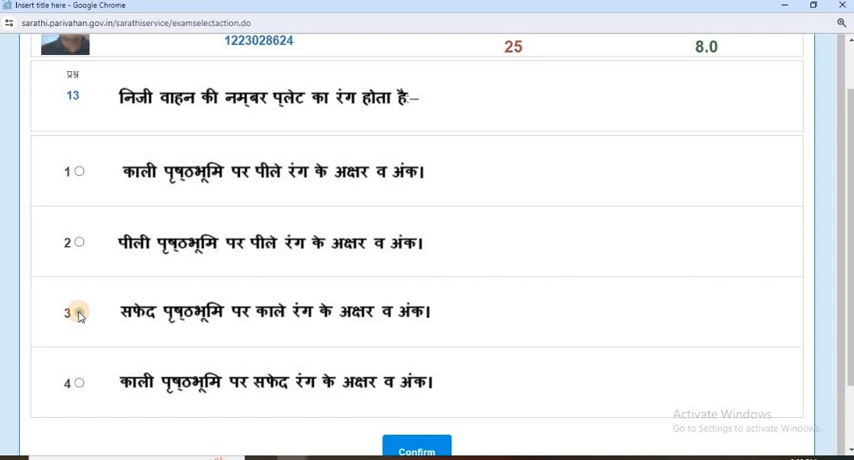 Insert title here - Google Chrome
sarathi.parivahan.gov.in/sarathiservice/examselectaction.do
1223028624
25
8.0
प्रश्न
13
निजी वाहन की नम्बर प्लेट का रंग होता है:–
1 काली पृष्ठभूमि पर पीले रंग के अक्षर व अंक।
2 पीली पृष्ठभूमि पर पीले रंग के अक्षर व अंक।
3 सफेद पृष्ठभूमि पर काले रंग के अक्षर व अंक।
4 काली पृष्ठभूमि पर सफेद रंग के अक्षर व अंक।
Activate Windows
Go to Settings to activate Windows.
Confirm